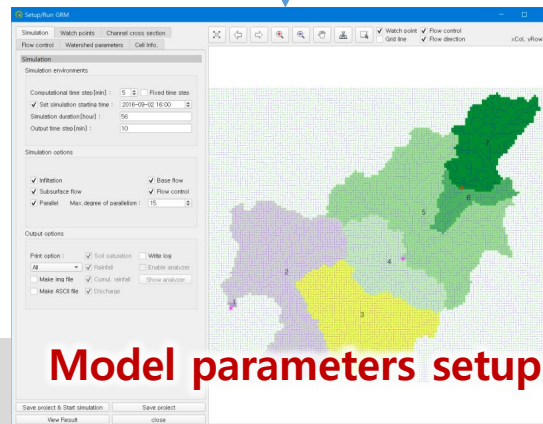 Setup/Run GRM
Simulation Watch points Channel cross section
Flow control Watershed parameters Cell Info.
Watch point Flow control
Grid line Flow direction
xCol, yRow
Simulation
Simulation environments
Computational time step[min] : 5 Fixed time step
Set simulation starting time : 2016-09-02 16:00
Simulation duration[hour] : 56
Output time step[min] : 10
Simulation options
Infiltation Base flow
Subsurface flow Flow control
Parallel Max. degree of parallelism : 15
Output options
Print option : Soil saturation Write log
All Rainfall Enable analyzer
Make Img file Cumul. rainfall Show analyzer
Make ASCII file Discharge
7
6
5
4
2
1
3
Model parameters setup
Save project & Start simulation Save project
View Result close